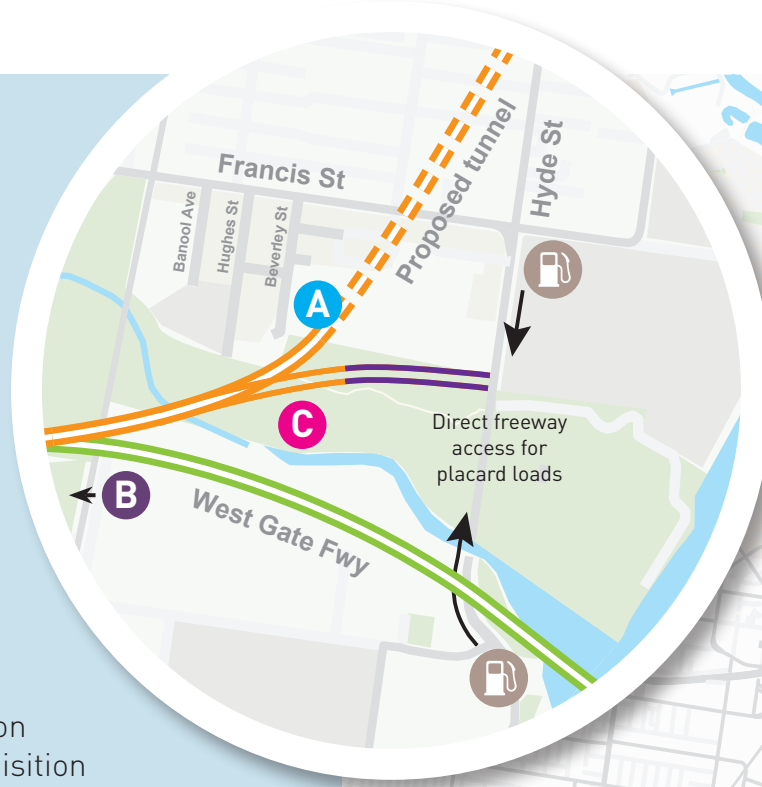 Francis St
Proposed tunnel
Hyde St
Banool Ave
Hughes St
Beverley St
A
C
Direct freeway
access for
placard loads
B
West Gate Fwy
on
isition